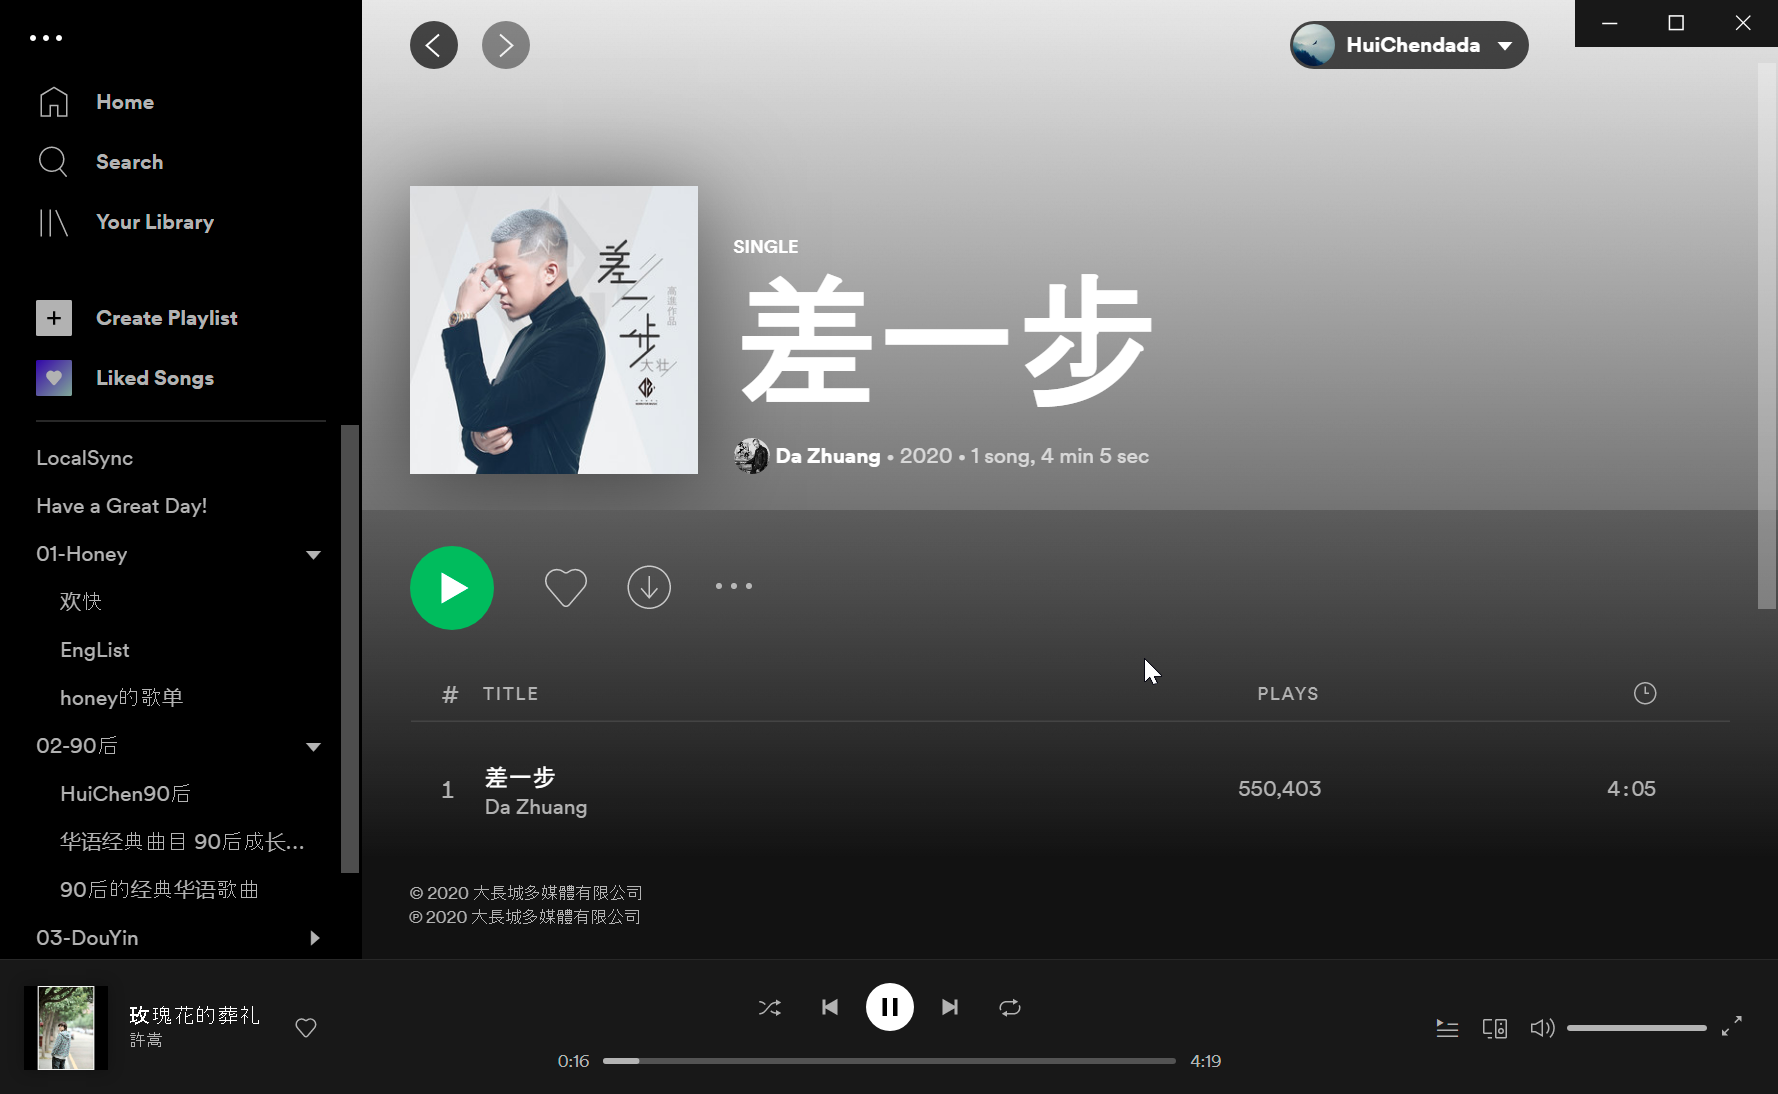 Home
Search
Your Library
Create Playlist
Liked Songs
LocalSync
Have a Great Day!
01-Honey
欢快
EngList
honey的歌单
02-90后
HuiChen90后
华语经典曲目 90后成长...
90后的经典华语歌曲
03-DouYin
HuiChendada
差一步
高進作品
大壮
SINGLE
差一步
Da Zhuang • 2020 • 1 song, 4 min 5 sec
# TITLE PLAYS
1 差一步 550,403 4:05
Da Zhuang
© 2020 大長城多媒體有限公司
℗ 2020 大長城多媒體有限公司
玫瑰花的葬礼
許嵩
0:16 4:19